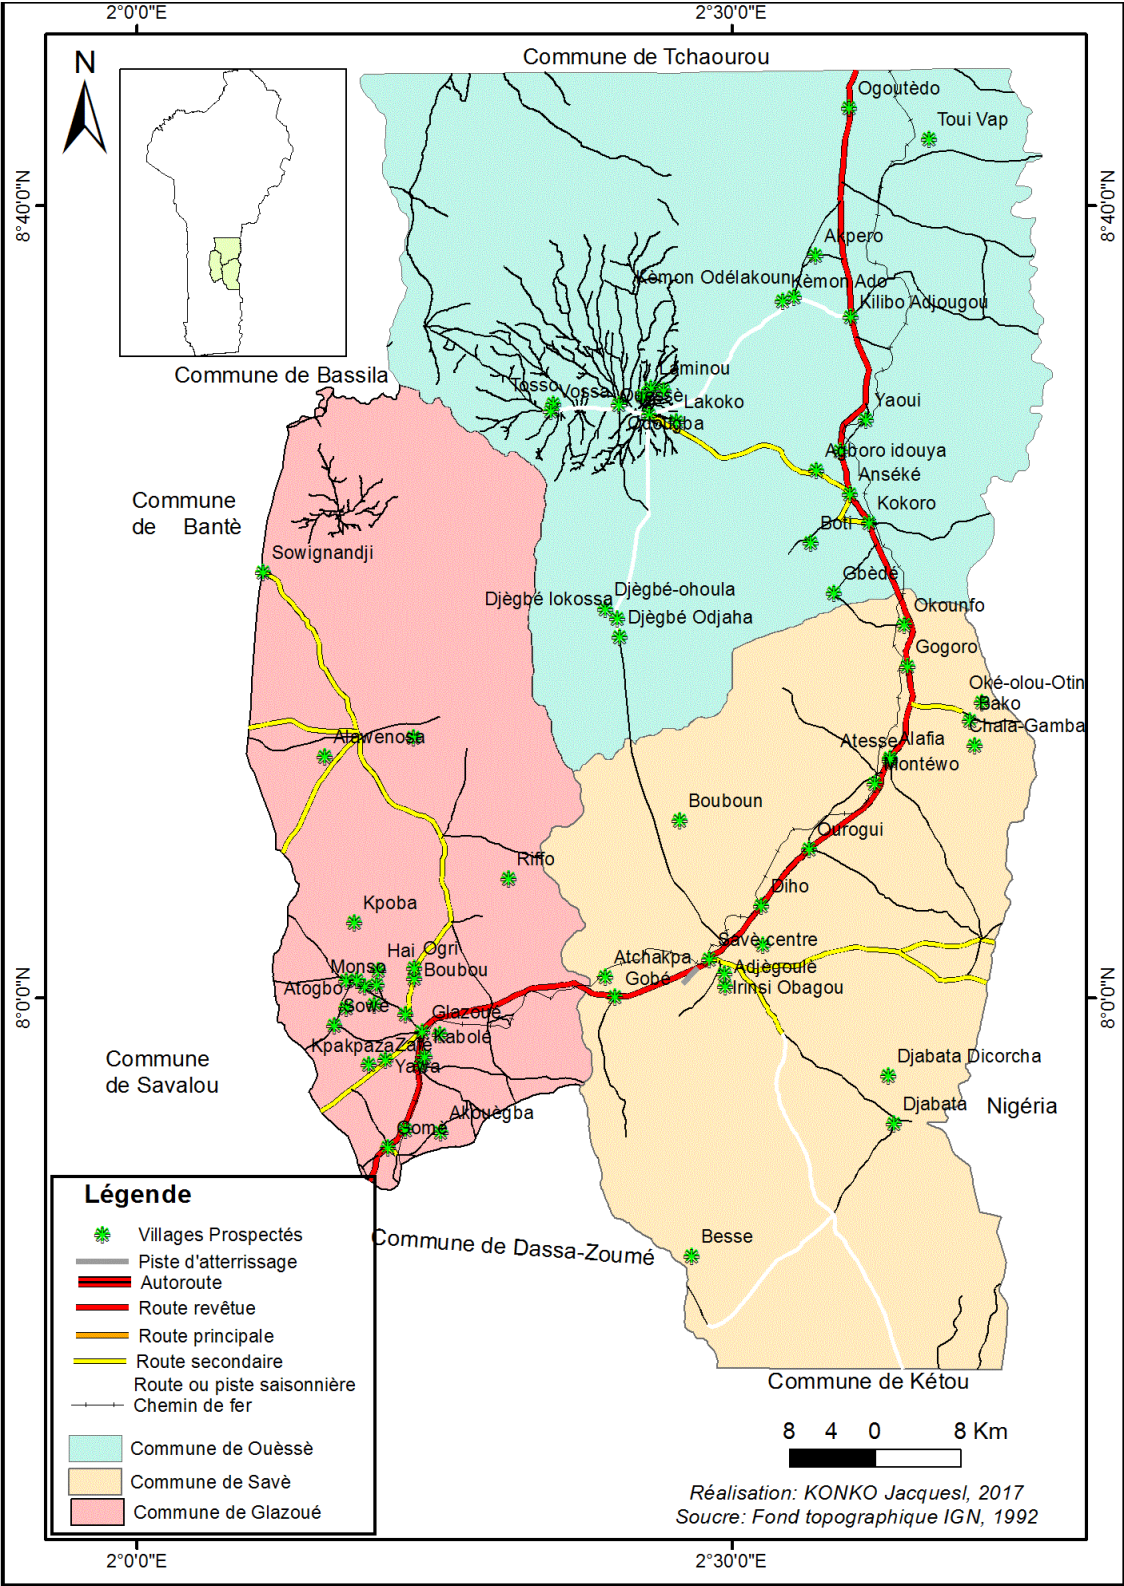 2°0'0"E
2°30'0"E
Commune de Tchaourou
N
Ogoutèdo
Toui Vap
8°40'0"N
8°40'0"N
Akpero
Kèmon Odélakoun
Kèmon Ado
Kilibo Adjougou
Commune de Bassila
Laminou
Tosso
Vossa
Ouèssè
Lakoko
Yaoui
Odougba
Agboro idouya
Anséké
Commune
de Bantè
Kokoro
Boti
Sowignandji
Gbèdé
Djègbé-ohoula
Djègbé lokossa
Okounfo
Djègbé Odjaha
Gogoro
Oké-olou-Otin
Bako
Chala-Gamba
Alawenosa
Atesse
Alafia
Montéwo
Bouboun
Ourogui
Riffo
Diho
Kpoba
Savè centre
Hai
Ogri
Atchakpa
Monso
Boubou
Adjègoulè
Gobé
Atogbo
Irinsi Obagou
8°0'0"N
8°0'0"N
Sowé
Glazoué
Kabolé
Kpakpaza
Zafé
Commune
de Savalou
Yawa
Djabata Dicorcha
Djabata
Nigéria
Akouègba
Gomé
Légende
Villages Prospectés
Piste d'atterrissage
Autoroute
Route revêtue
Route principale
Route secondaire
Route ou piste saisonnière
Chemin de fer
Commune de Ouèssè
Commune de Savè
Commune de Glazoué
Commune de Dassa-Zoumé
Besse
Commune de Kétou
8 4 0 8 Km
Réalisation: KONKO Jacquesl, 2017
Soucre: Fond topographique IGN, 1992
2°0'0"E
2°30'0"E